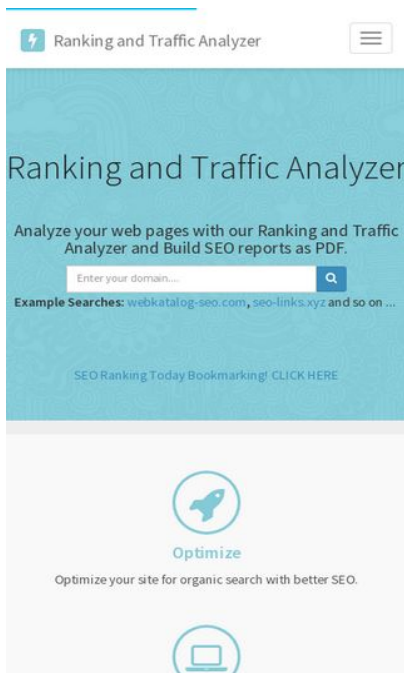 Ranking and Traffic Analyzer
Ranking and Traffic Analyzer
Analyze your web pages with our Ranking and Traffic
Analyzer and Build SEO reports as PDF.
Enter your domain....
Example Searches: webkatalog-seo.com, seo-links.xyz and so on ...
SEO Ranking Today Bookmarking! CLICK HERE
Optimize
Optimize your site for organic search with better SEO.